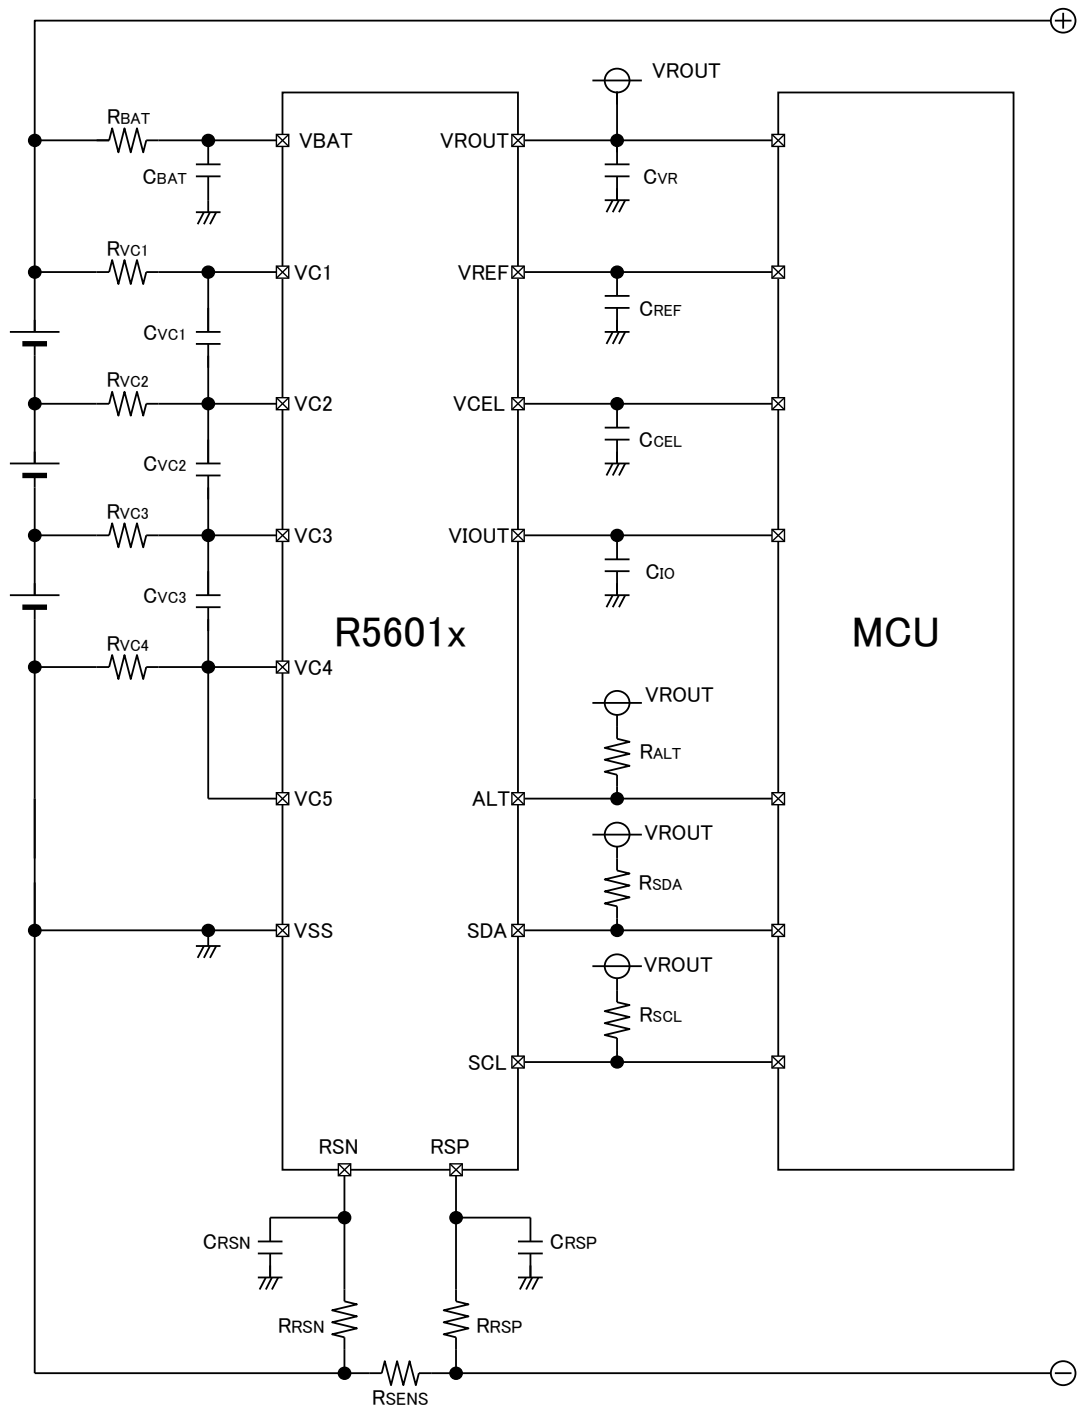 VROUT
RBAT
VBAT
VROUT
CBAT
CVR
RVC1
VC1
VREF
CREF
CVC1
RVC2
VC2
VCEL
CCEL
CVC2
RVC3
VC3
VIOUT
CIO
CVC3
R5601x
MCU
RVC4
VC4
VROUT
RALT
VC5
ALT
VROUT
RSDA
VSS
SDA
VROUT
RSCL
SCL
RSN
RSP
CRSN
CRSP
RRSN
RRSP
RSENS